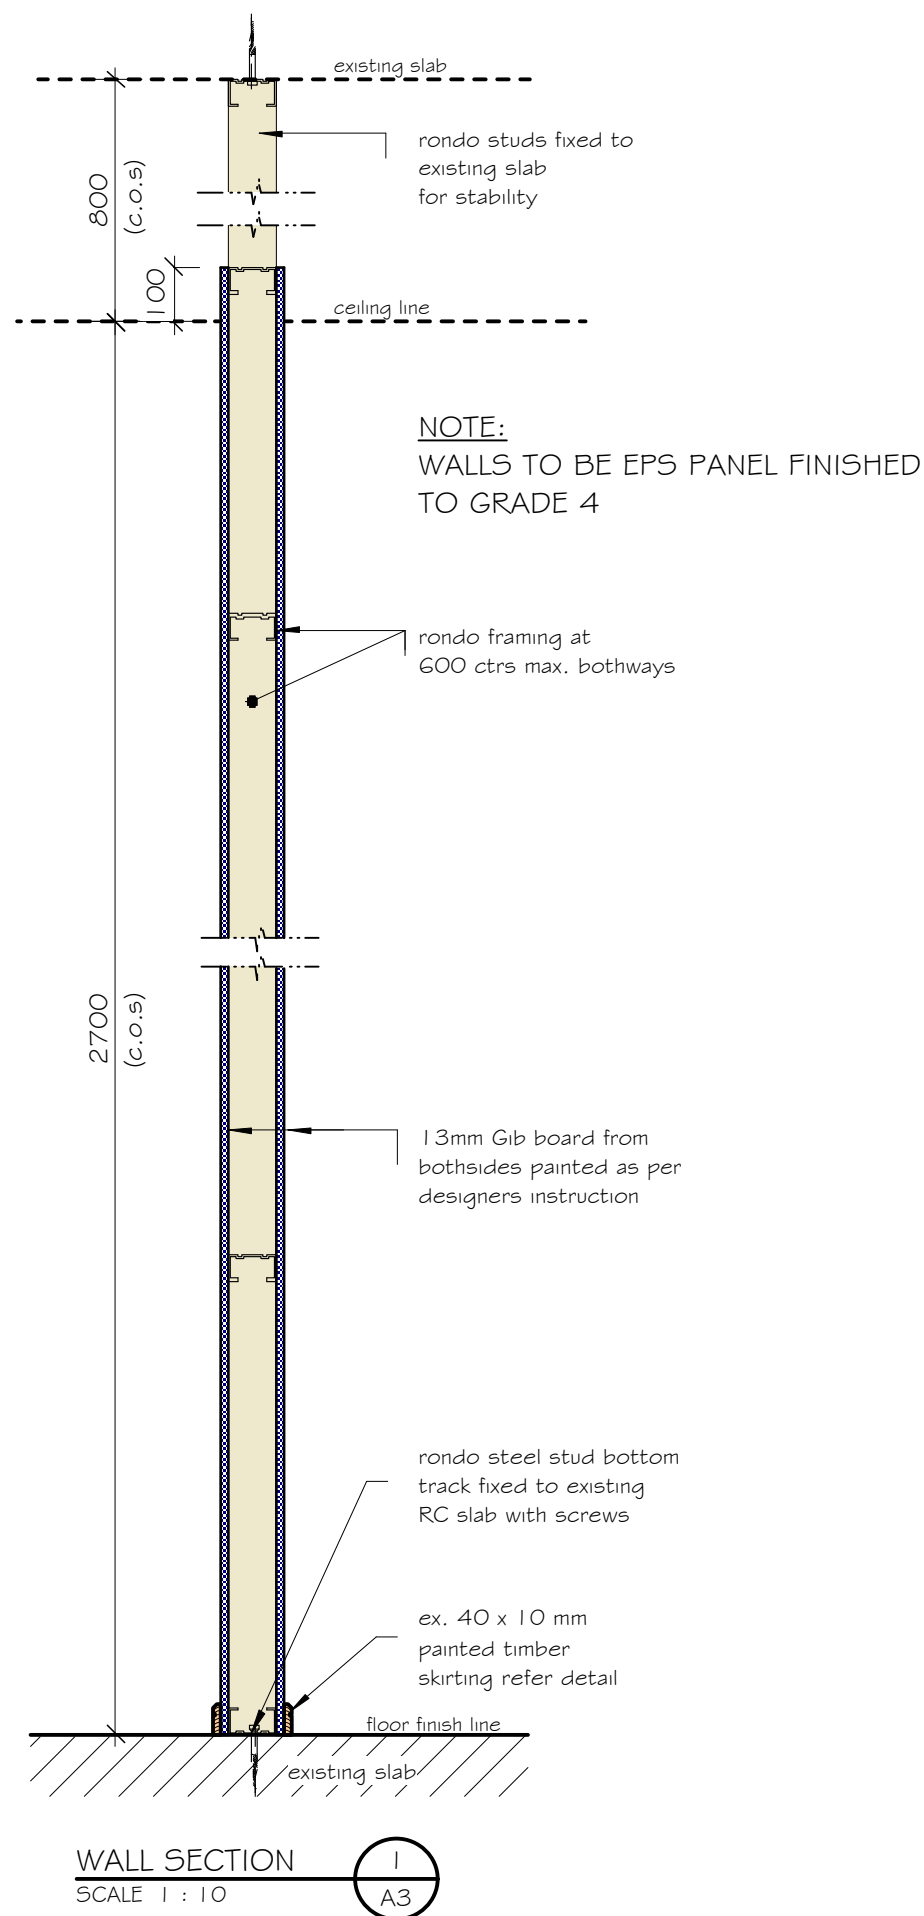 existing slab
rondo studs fixed to
existing slab
for stability
800
(c.o.s)
100
ceiling line
NOTE:
WALLS TO BE EPS PANEL FINISHED
TO GRADE 4
rondo framing at
600 ctrs max. bothways
2700
(c.o.s)
13mm Gib board from
bothsides painted as per
designers instruction
rondo steel stud bottom
track fixed to existing
RC slab with screws
ex. 40 x 10 mm
painted timber
skirting refer detail
floor finish line
existing slab
WALL SECTION
SCALE 1 : 10
1
A3